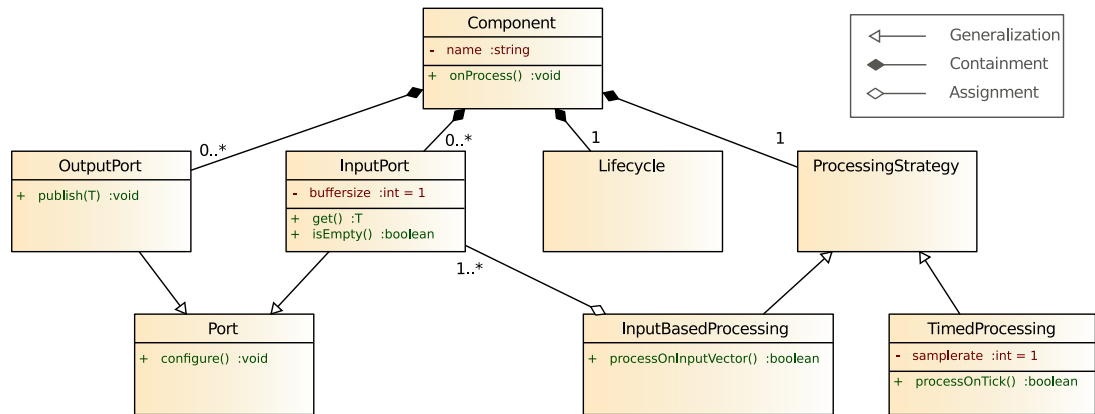 Component
- name :string
+ onProcess() :void
Generalization
Containment
Assignment
0..*
0..*
1
1
OutputPort
+ publish(T) :void
InputPort
- buffersize :int = 1
+ get() :T
+ isEmpty() :boolean
Lifecycle
ProcessingStrategy
1..*
Port
+ configure() :void
InputBasedProcessing
+ processOnInputVector() :boolean
TimedProcessing
- samplerate :int = 1
+ processOnTick() :boolean